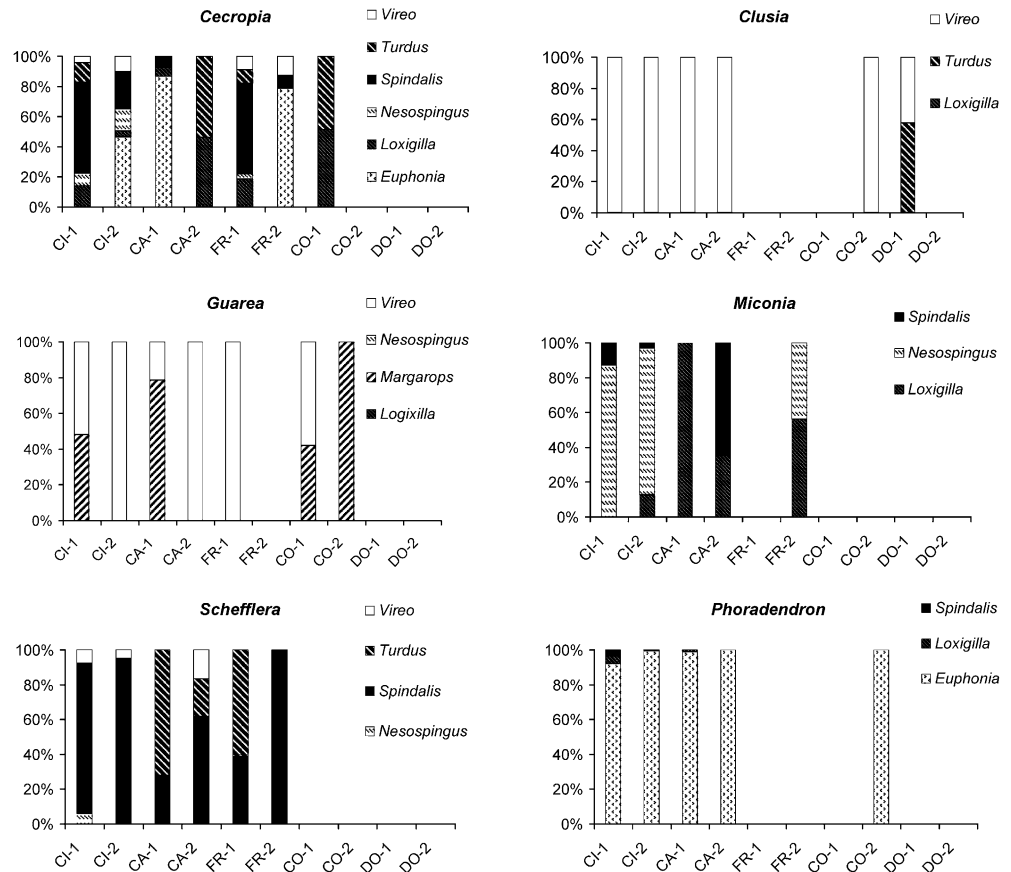 Cecropia
Vireo
Turdus
Spindalis
Nesospingus
Loxigilla
Euphonia
100%
80%
60%
40%
20%
0%
CI-1
CI-2
CA-1
CA-2
FR-1
FR-2
CO-1
CO-2
DO-1
DO-2
Clusia
Vireo
Turdus
Loxigilla
100%
80%
60%
40%
20%
0%
CI-1
CI-2
CA-1
CA-2
FR-1
FR-2
CO-1
CO-2
DO-1
DO-2
Guarea
Vireo
Nesospingus
Margarops
Logixilla
100%
80%
60%
40%
20%
0%
CI-1
CI-2
CA-1
CA-2
FR-1
FR-2
CO-1
CO-2
DO-1
DO-2
Miconia
Spindalis
Nesospingus
Loxigilla
100%
80%
60%
40%
20%
0%
CI-1
CI-2
CA-1
CA-2
FR-1
FR-2
CO-1
CO-2
DO-1
DO-2
Schefflera
Vireo
Turdus
Spindalis
Nesospingus
100%
80%
60%
40%
20%
0%
CI-1
CI-2
CA-1
CA-2
FR-1
FR-2
CO-1
CO-2
DO-1
DO-2
Phoradendron
Spindalis
Loxigilla
Euphonia
100%
80%
60%
40%
20%
0%
CI-1
CI-2
CA-1
CA-2
FR-1
FR-2
CO-1
CO-2
DO-1
DO-2